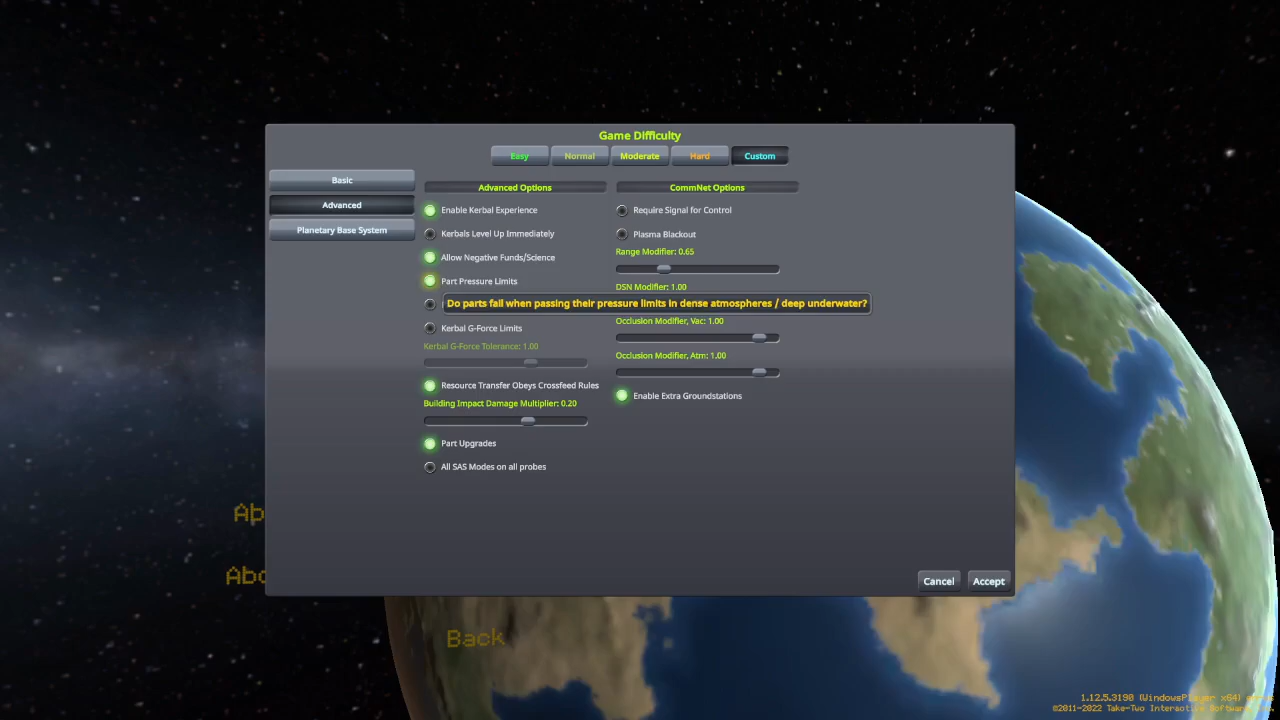 Game Difficulty
Easy Normal Moderate Hard Custom
Basic
Advanced
Planetary Base System
Advanced Options
Enable Kerbal Experience
Kerbals Level Up Immediately
Allow Negative Funds/Science
Part Pressure Limits
Do parts fail when passing their pressure limits in dense atmospheres / deep underwater?
Kerbal G-Force Limits
Kerbal G-Force Tolerance: 1.00
Resource Transfer Obeys Crossfeed Rules
Building Impact Damage Multiplier: 0.20
Part Upgrades
All SAS Modes on all probes
CommNet Options
Require Signal for Control
Plasma Blackout
Range Modifier: 0.65
DSN Modifier: 1.00
Occlusion Modifier, Vac: 1.00
Occlusion Modifier, Atm: 1.00
Enable Extra Groundstations
Cancel Accept
Ab
Abo
Back
1.12.5.3190 (WindowsPlayer x64)
©2011-2022 Take-Two Interactive Software